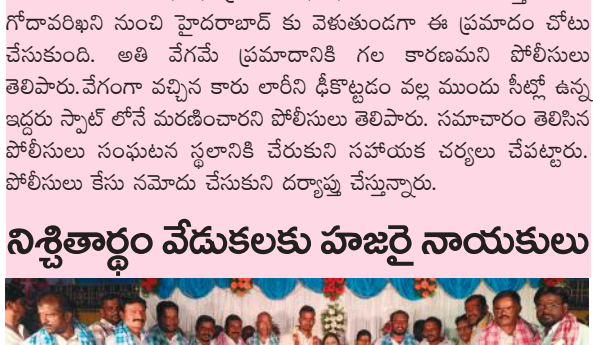 గోదావరిఖని నుంచి హైదరాబాద్ కు వెళుతుండగా ఈ ప్రమాదం చోటు
చేసుకుంది. అతి వేగమే ప్రమాదానికి గల కారణమని పోలీసులు
తెలిపారు.వేగంగా వచ్చిన కారు లారీని ఢీకొట్టడం వల్ల ముందు సీట్లో ఉన్న
ఇద్దరు స్పాట్ లోనే మరణించారని పోలీసులు తెలిపారు. సమాచారం తెలిసిన
పోలీసులు సంఘటన స్థలానికి చేరుకుని సహాయక చర్యలు చేపట్టారు.
పోలీసులు కేసు నమోదు చేసుకుని దర్యాప్తు చేస్తున్నారు.
నిశ్చితార్థం వేడుకలకు హజరై నాయకులు